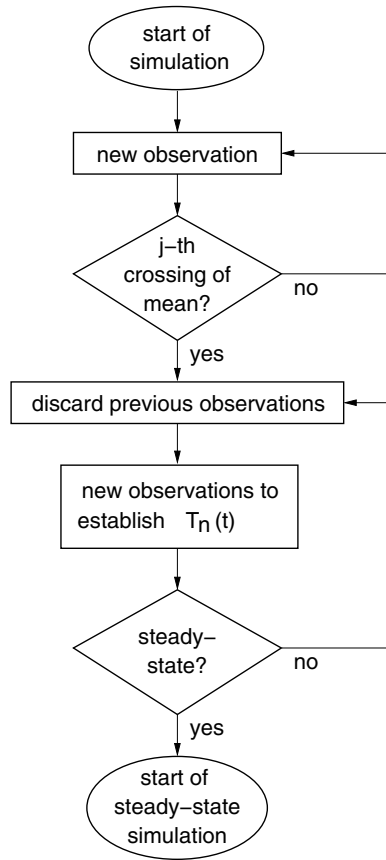 start of
simulation
new observation
j−th
crossing of
mean?
no
yes
discard previous observations
new observations to
establish Tn(t)
steady−
state?
no
yes
start of
steady−state
simulation